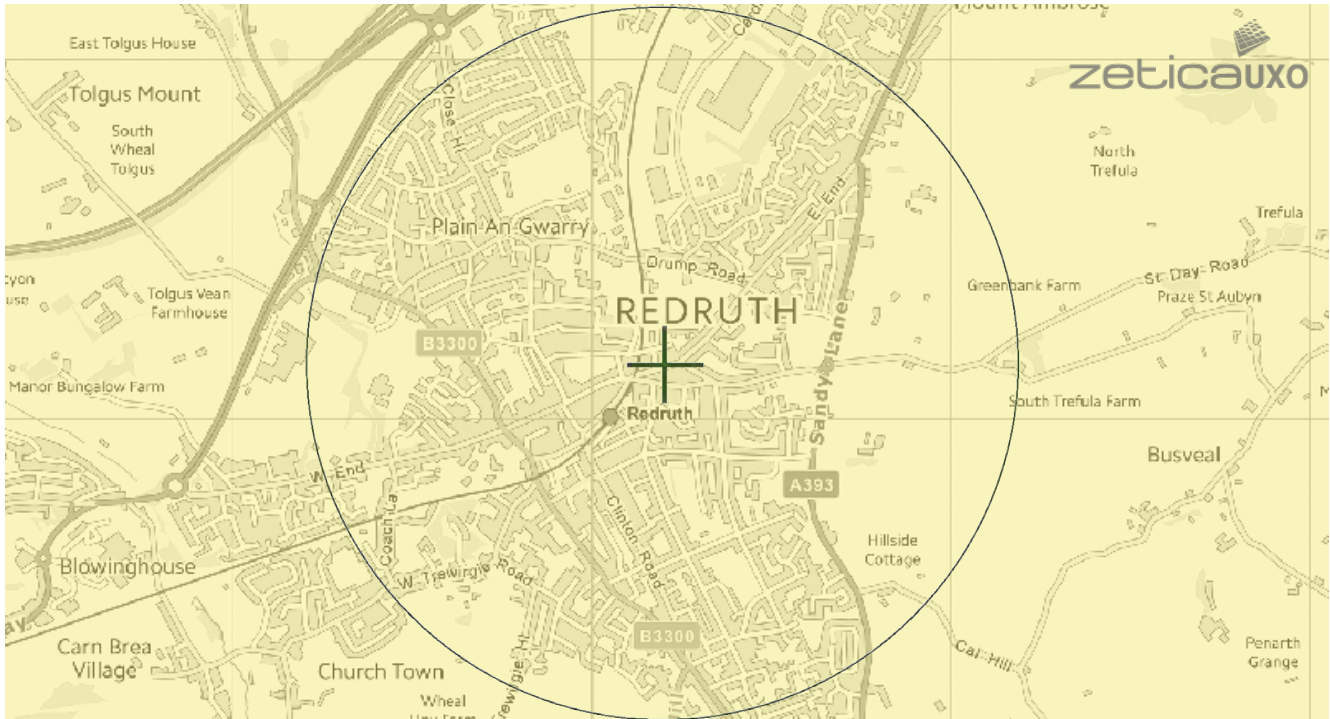 Mount Ambrose
East Tolgus House
zeticauxo
Tolgus Mount
Close Hl
South
Wheal
Tolgus
North
Trefula
E. End
Trefula
Plain-An-Gwarry
Drump Road
St Day Road
Greenbank Farm
Tolgus Vean
Farmhouse
Praze St Aubyn
REDRUTH
B3300
Sandy Lane
Manor Bungalow Farm
South Trefula Farm
Redruth
Busveal
W End
A393
Coach La
Clinton Road
Hillside
Cottage
Blowinghouse
W Trewirgie Road
B3300
Carn Brea
Village
Church Town
Penarth
Grange
Wheal